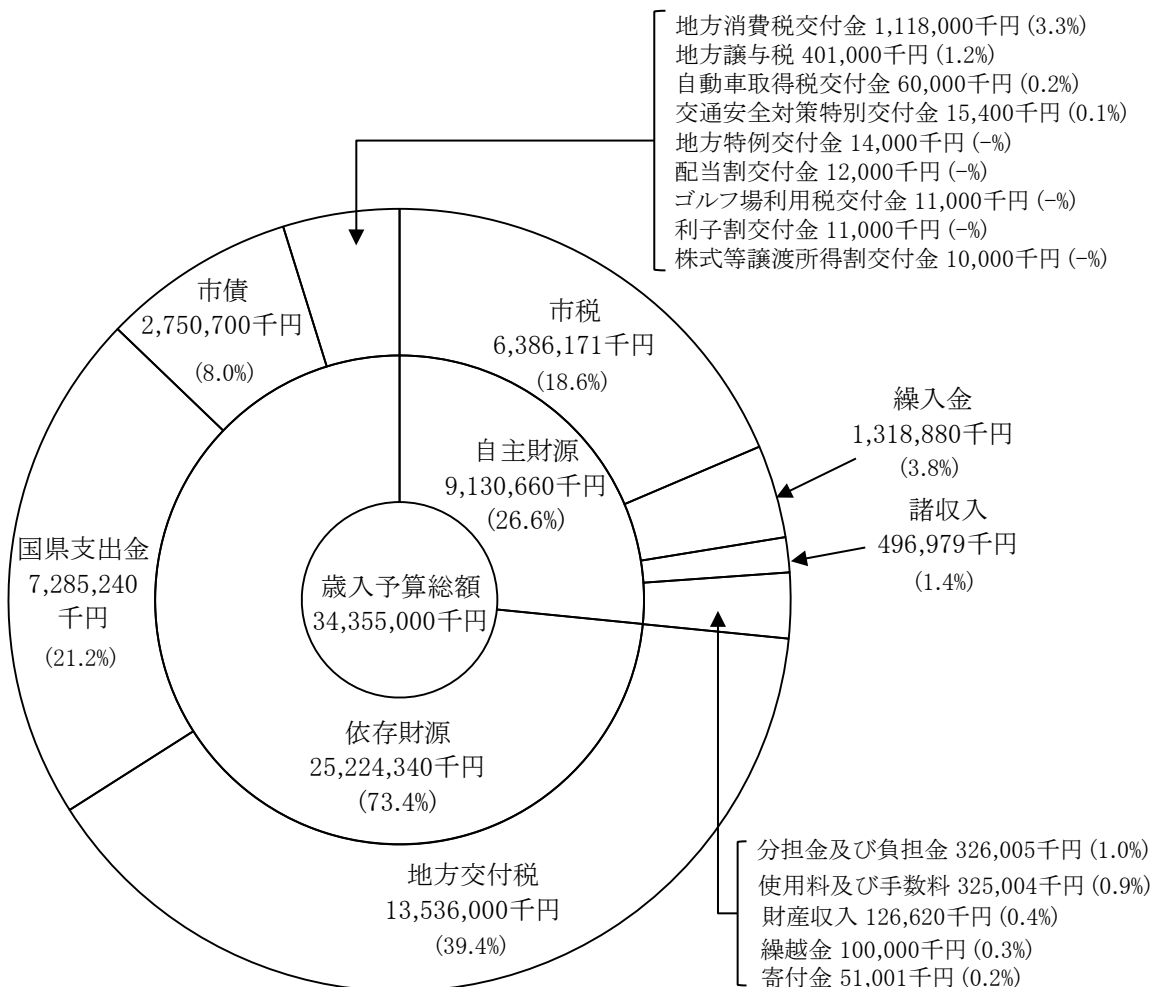 地方消費税交付金 1,118,000千円 (3.3%)
地方譲与税 401,000千円 (1.2%)
自動車取得税交付金 60,000千円 (0.2%)
交通安全対策特別交付金 15,400千円 (0.1%)
地方特例交付金 14,000千円 (-%)
配当割交付金 12,000千円 (-%)
ゴルフ場利用税交付金 11,000千円 (-%)
利子割交付金 11,000千円 (-%)
株式等譲渡所得割交付金 10,000千円 (-%)
市債
2,750,700千円
(8.0%)
市税
6,386,171千円
(18.6%)
繰入金
1,318,880千円
(3.8%)
諸収入
496,979千円
(1.4%)
自主財源
9,130,660千円
(26.6%)
国県支出金
7,285,240
千円
(21.2%)
歳入予算総額
34,355,000千円
依存財源
25,224,340千円
(73.4%)
地方交付税
13,536,000千円
(39.4%)
分担金及び負担金 326,005千円 (1.0%)
使用料及び手数料 325,004千円 (0.9%)
財産収入 126,620千円 (0.4%)
繰越金 100,000千円 (0.3%)
寄付金 51,001千円 (0.2%)